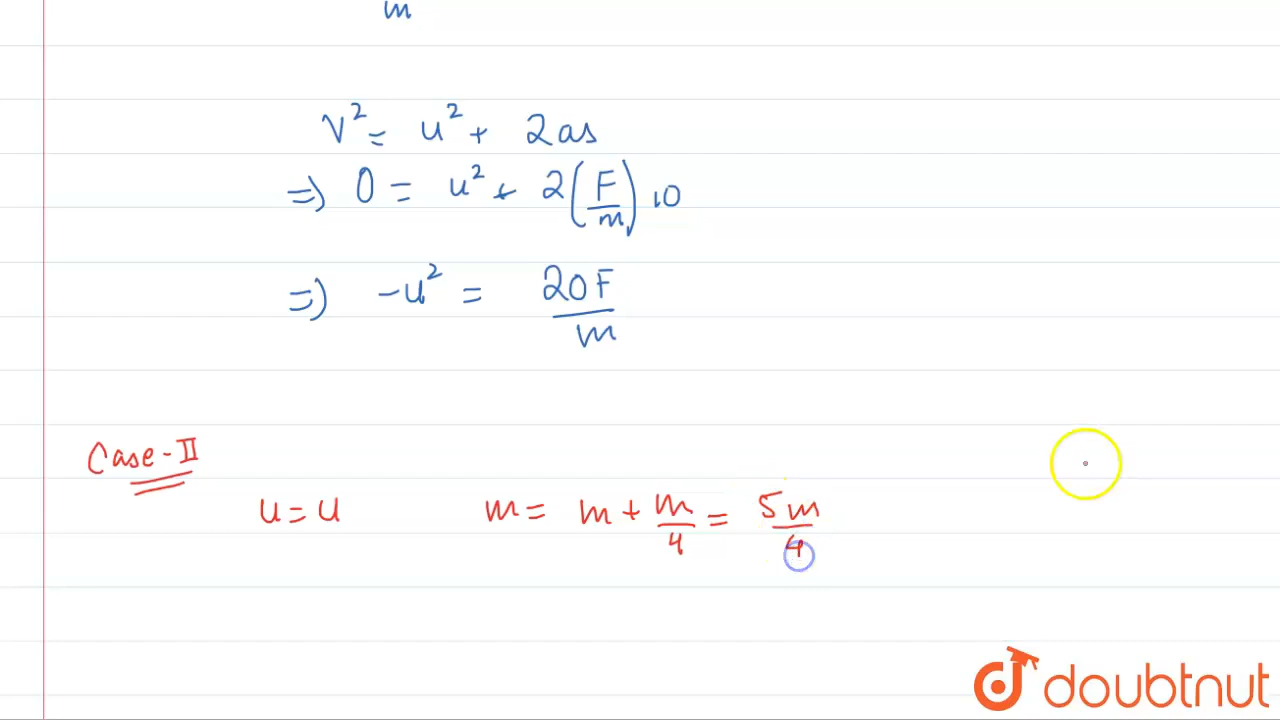 m
v² = u² + 2as
=) 0 = u² + 2(F/m) 10
=) -u² = 20F/m
Case-II
u = u m = m + m/4 = 5m/4
doubtnut